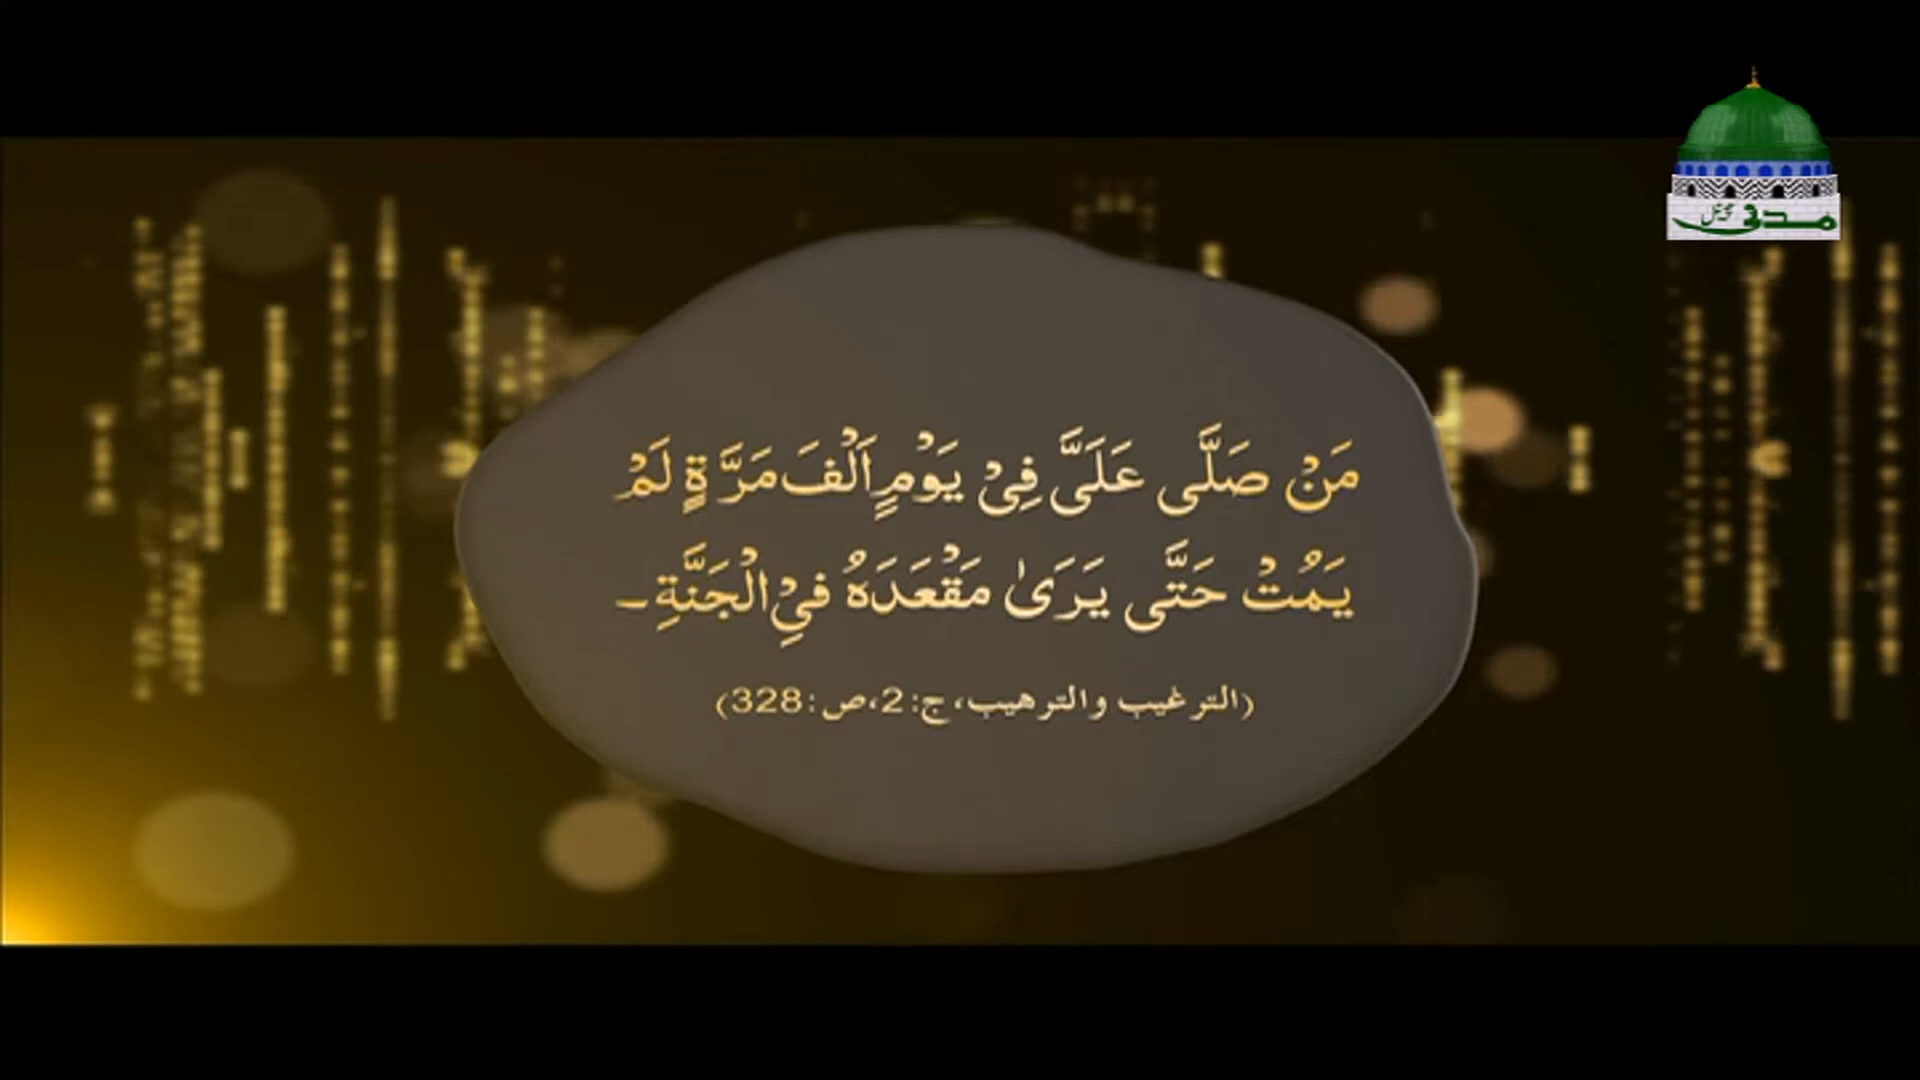 مدنی چینل
مَنْ صَلَّی عَلَیَّ فِیْ یَوْمٍ اَلْفَ مَرَّةٍ لَمْ
یَمُتْ حَتَّی یَرَیٰ مَقْعَدَہُ فِیْ الْجَنَّةِ۔
(الترغیب والترھیب، ج:2،ص:328)